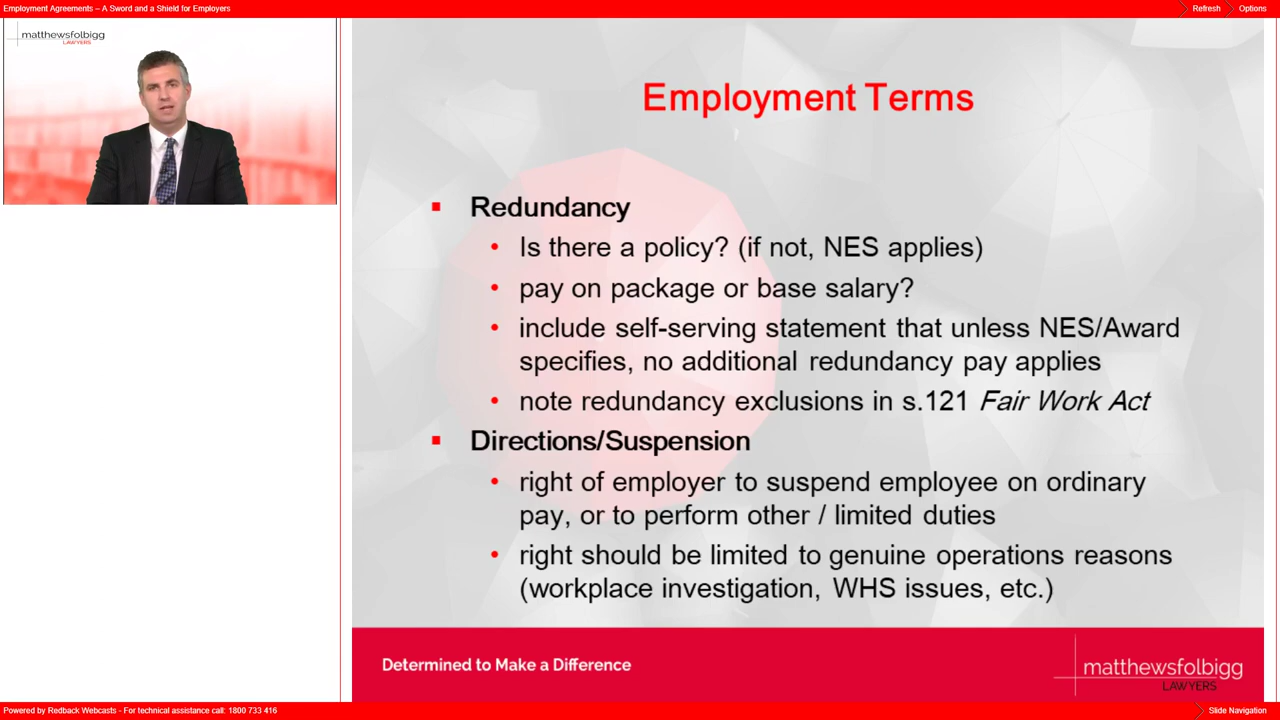 Employment Agreements – A Sword and a Shield for Employers
Refresh
Options
matthewsfolbigg
LAWYERS
Employment Terms
Redundancy
Is there a policy? (if not, NES applies)
pay on package or base salary?
include self-serving statement that unless NES/Award
specifies, no additional redundancy pay applies
note redundancy exclusions in s.121 Fair Work Act
Directions/Suspension
right of employer to suspend employee on ordinary
pay, or to perform other / limited duties
right should be limited to genuine operations reasons
(workplace investigation, WHS issues, etc.)
Determined to Make a Difference
matthewsfolbigg
LAWYERS
Powered by Redback Webcasts - For technical assistance call: 1800 733 416
Slide Navigation